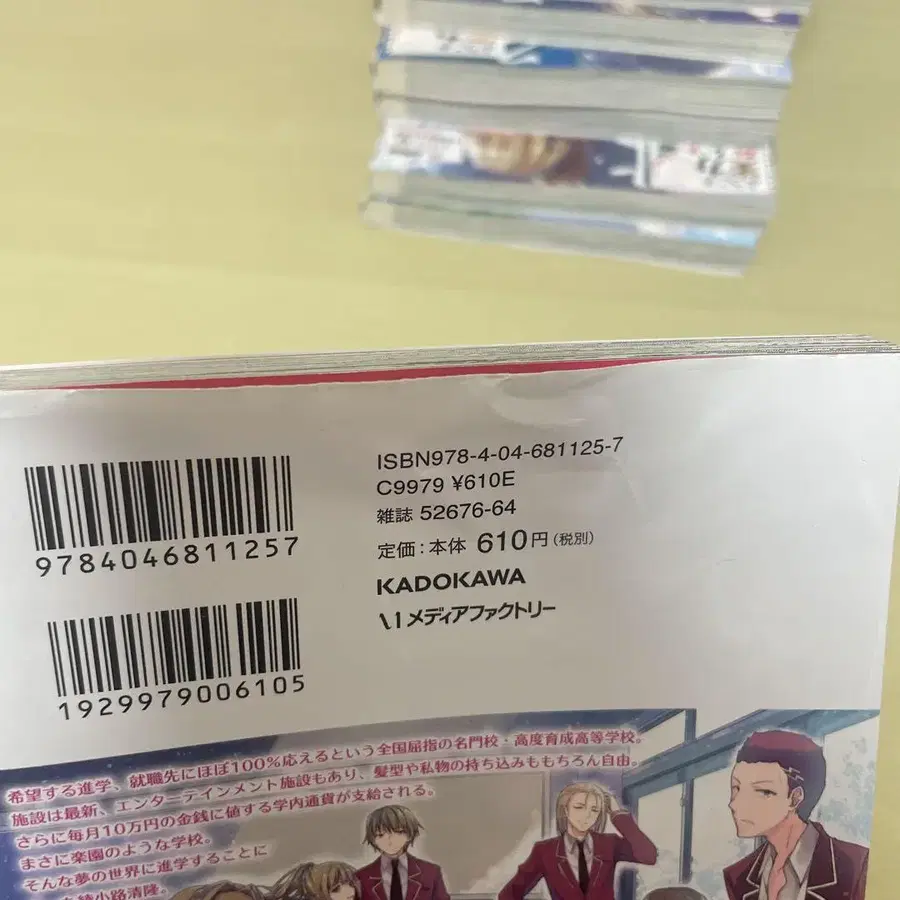 ISBN978-4-04-681125-7
C9979 ¥610E
雑誌 52676-64
定価:本体 610円(税別)
KADOKAWA
メディアファクトリー
9784046811257
1929979006105
希望する進学、就職先にほぼ100%応えるという全国屈指の名門校・高度育成高等学校。
施設は最新、エンターテインメント施設もあり、髪型や私物の持ち込みももちろん自由。
さらに毎月10万円の金銭に値する学内通貨が支給される。
まさに楽園のような学校。
そんな夢の世界に進学することに
綾小路清隆。